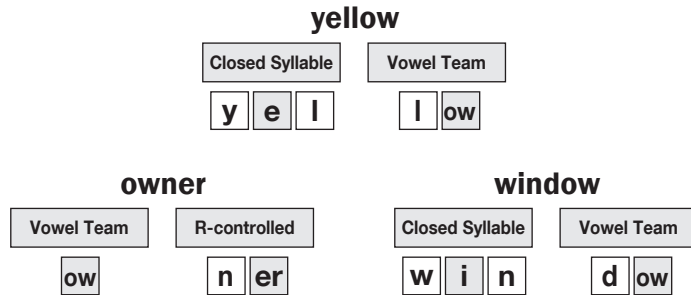 yellow
Closed Syllable Vowel Team
y e l l ow
owner
Vowel Team R-controlled
ow n er
window
Closed Syllable Vowel Team
w i n d ow